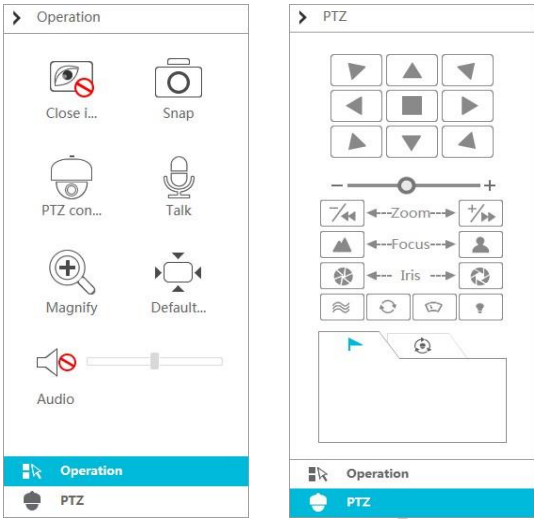 Operation
Close i...
Snap
PTZ con...
Talk
Magnify
Default...
Audio
Operation
PTZ
PTZ
Zoom
Focus
Iris
Operation
PTZ